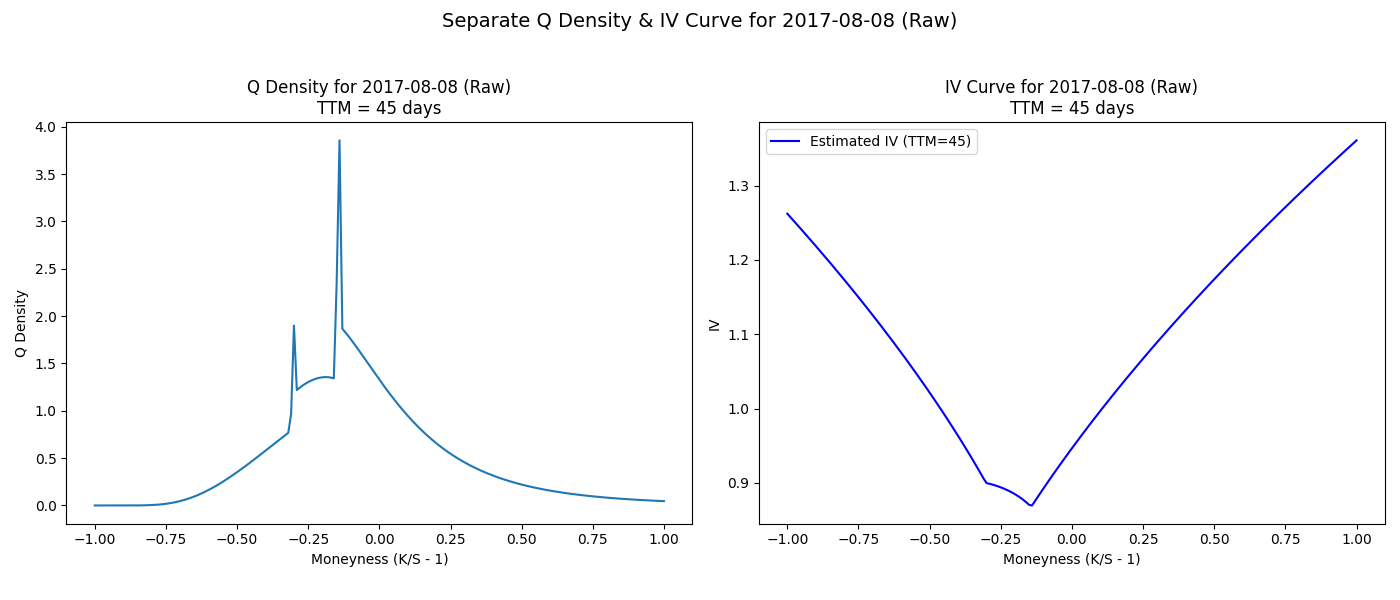 Separate Q Density & IV Curve for 2017-08-08 (Raw)
Q Density for 2017-08-08 (Raw)
TTM = 45 days
4.0
3.5
3.0
2.5
2.0
1.5
1.0
0.5
0.0
Q Density
−1.00 −0.75 −0.50 −0.25 0.00 0.25 0.50 0.75 1.00
Moneyness (K/S - 1)
IV Curve for 2017-08-08 (Raw)
TTM = 45 days
Estimated IV (TTM=45)
1.3
1.2
1.1
1.0
0.9
IV
−1.00 −0.75 −0.50 −0.25 0.00 0.25 0.50 0.75 1.00
Moneyness (K/S - 1)